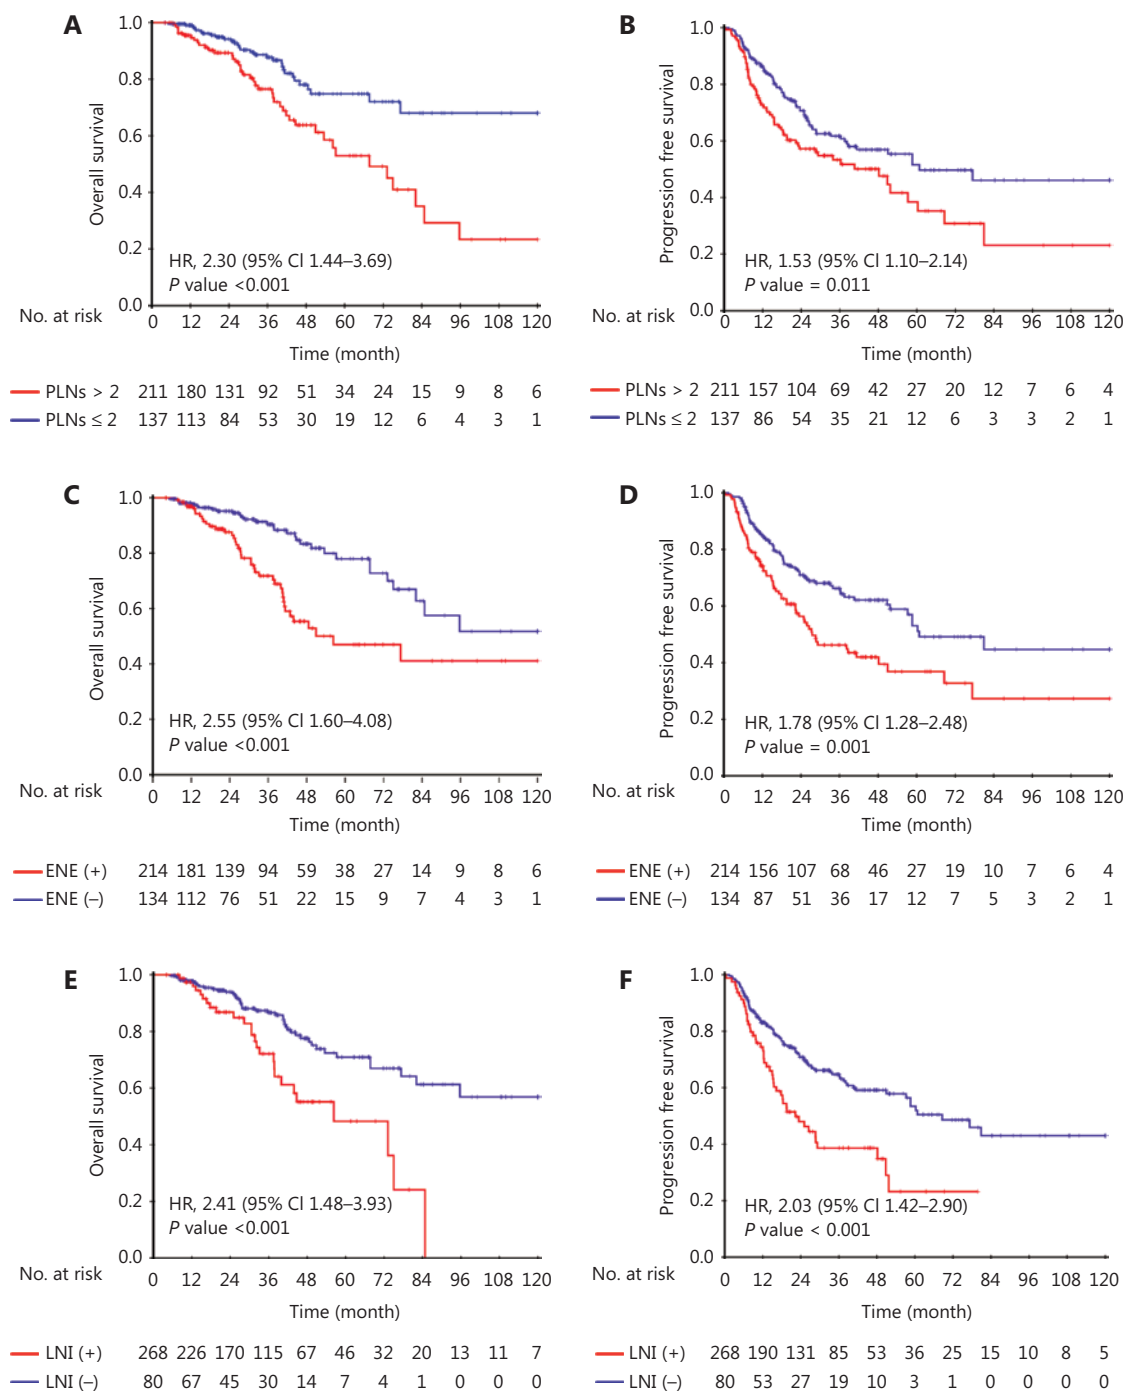 A
Overall survival
1.0
0.8
0.6
0.4
0.2
0.0
HR, 2.30 (95% CI 1.44–3.69)
P value <0.001
No. at risk
0 12 24 36 48 60 72 84 96 108 120
Time (month)
PLNs > 2 211 180 131 92 51 34 24 15 9 8 6
PLNs ≤ 2 137 113 84 53 30 19 12 6 4 3 1
B
Progression free survival
1.0
0.8
0.6
0.4
0.2
0.0
HR, 1.53 (95% CI 1.10–2.14)
P value = 0.011
No. at risk
0 12 24 36 48 60 72 84 96 108 120
Time (month)
PLNs > 2 211 157 104 69 42 27 20 12 7 6 4
PLNs ≤ 2 137 86 54 35 21 12 6 3 3 2 1
C
Overall survival
1.0
0.8
0.6
0.4
0.2
0.0
HR, 2.55 (95% CI 1.60–4.08)
P value <0.001
No. at risk
0 12 24 36 48 60 72 84 96 108 120
Time (month)
ENE (+) 214 181 139 94 59 38 27 14 9 8 6
ENE (–) 134 112 76 51 22 15 9 7 4 3 1
D
Progression free survival
1.0
0.8
0.6
0.4
0.2
0.0
HR, 1.78 (95% CI 1.28–2.48)
P value = 0.001
No. at risk
0 12 24 36 48 60 72 84 96 108 120
Time (month)
ENE (+) 214 156 107 68 46 27 19 10 7 6 4
ENE (–) 134 87 51 36 17 12 7 5 3 2 1
E
Overall survival
1.0
0.8
0.6
0.4
0.2
0.0
HR, 2.41 (95% CI 1.48–3.93)
P value <0.001
No. at risk
0 12 24 36 48 60 72 84 96 108 120
Time (month)
LNI (+) 268 226 170 115 67 46 32 20 13 11 7
LNI (–) 80 67 45 30 14 7 4 1 0 0 0
F
Progression free survival
1.0
0.8
0.6
0.4
0.2
0.0
HR, 2.03 (95% CI 1.42–2.90)
P value < 0.001
No. at risk
0 12 24 36 48 60 72 84 96 108 120
Time (month)
LNI (+) 268 190 131 85 53 36 25 15 10 8 5
LNI (–) 80 53 27 19 10 3 1 0 0 0 0